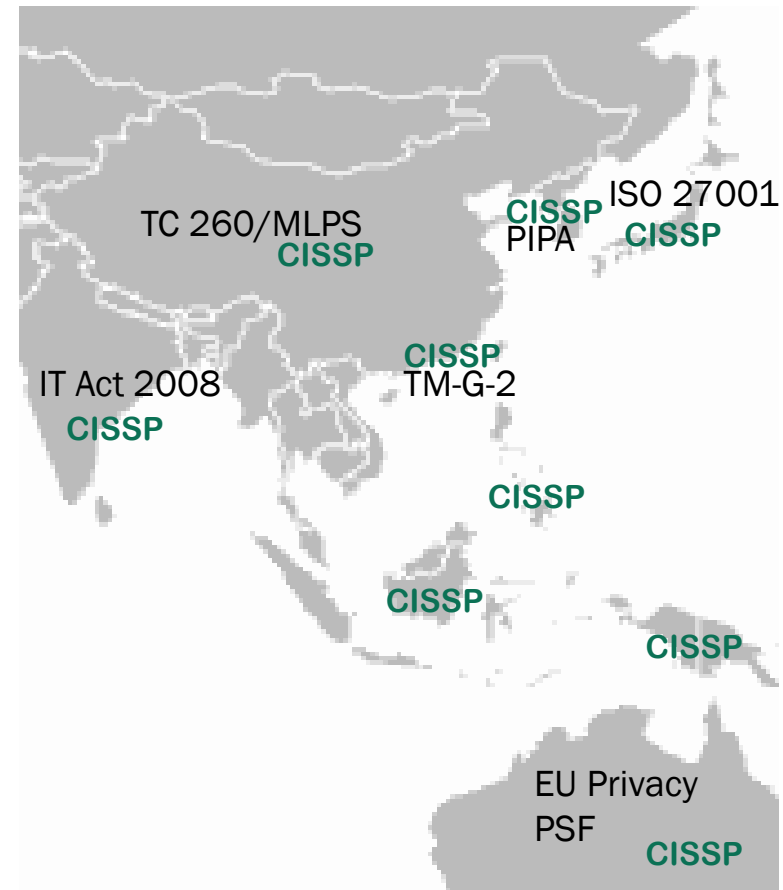 ISO 27001
CISSP
PIPA
CISSP
TC 260/MLPS
CISSP
CISSP
TM-G-2
IT Act 2008
CISSP
CISSP
CISSP
CISSP
EU Privacy
PSF
CISSP